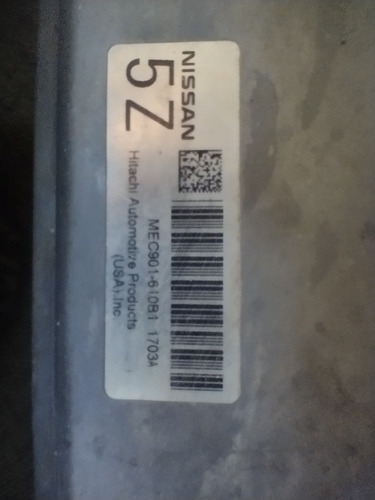 NISSAN
5Z
MEC901-610B1 1703A
Hitachi Automotive Products
(USA),Inc